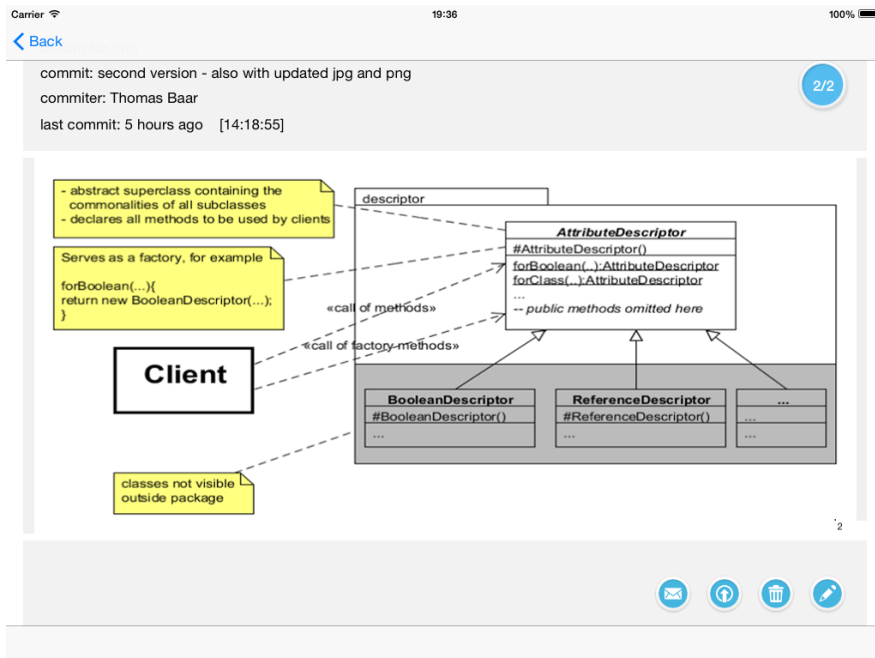 Carrier 19:36 100%
Back
commit: second version - also with updated jpg and png
commiter: Thomas Baar
last commit: 5 hours ago [14:18:55]
2/2
- abstract superclass containing the
commonalities of all subclasses
- declares all methods to be used by clients
descriptor
AttributeDescriptor
#AttributeDescriptor()
forBoolean(..):AttributeDescriptor
forClass(..):AttributeDescriptor
...
-- public methods omitted here
Serves as a factory, for example
forBoolean(...){
return new BooleanDescriptor(...);
}
«call of methods»
«call of factory methods»
Client
BooleanDescriptor
#BooleanDescriptor()
...
ReferenceDescriptor
#ReferenceDescriptor()
...
...
...
...
classes not visible
outside package
2